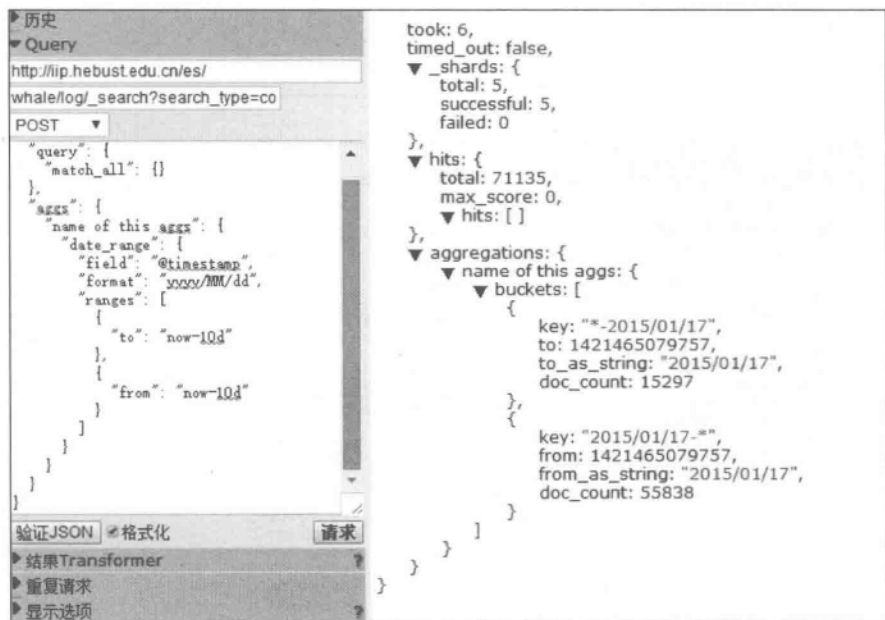 历史
Query
http://iip.hebust.edu.cn/es/
whale/log/_search?search_type=co
POST
"query": {
"match_all": {}
},
"aggs": {
"name of this aggs": {
"date_range": {
"field": "@timestamp",
"format": "yyyy/MM/dd",
"ranges": [
{
"to": "now-10d"
},
{
"from": "now-10d"
}
]
}
}
}
}
验证JSON 格式化 请求
结果Transformer ?
重复请求
显示选项 ?
took: 6,
timed_out: false,
_shards: {
total: 5,
successful: 5,
failed: 0
},
hits: {
total: 71135,
max_score: 0,
hits: [ ]
},
aggregations: {
name of this aggs: {
buckets: [
{
key: "*-2015/01/17",
to: 1421465079757,
to_as_string: "2015/01/17",
doc_count: 15297
},
{
key: "2015/01/17-*",
from: 1421465079757,
from_as_string: "2015/01/17",
doc_count: 55838
}
]
}
}
}